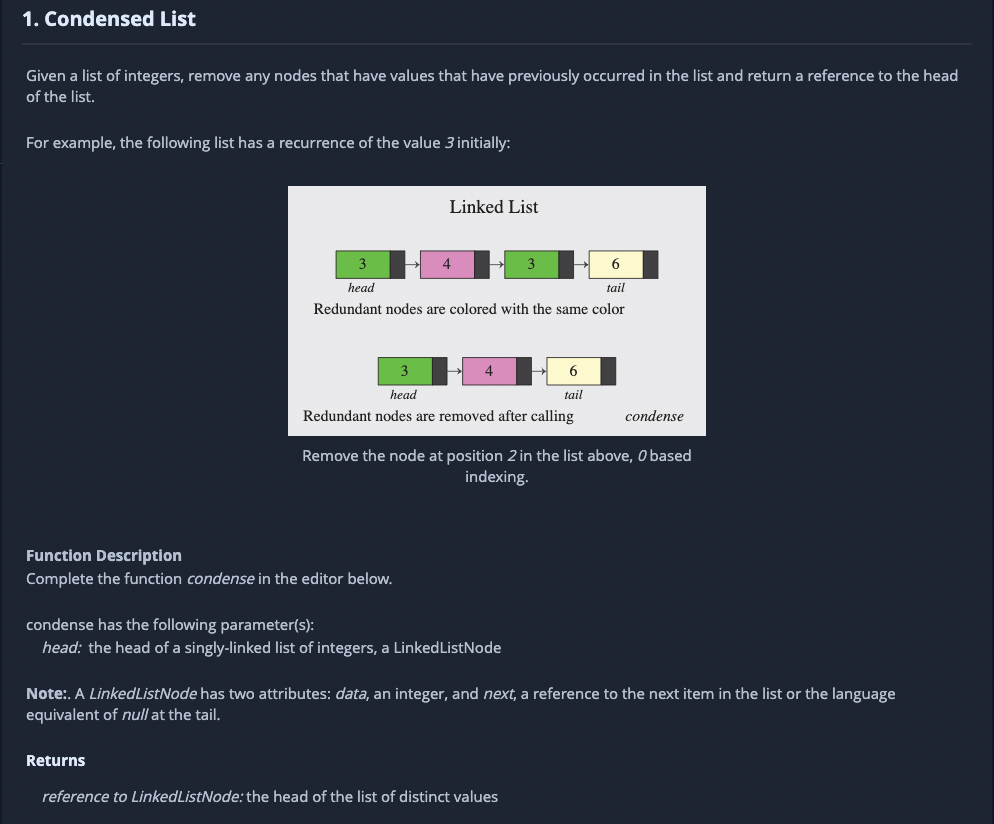 1. Condensed List
Given a list of integers, remove any nodes that have values that have previously occurred in the list and return a reference to the head
of the list.
For example, the following list has a recurrence of the value 3 initially:
Linked List
3 4 3 6
head tail
Redundant nodes are colored with the same color
3 4 6
head tail
Redundant nodes are removed after calling condense
Remove the node at position 2 in the list above, 0 based
indexing.
Function Description
Complete the function condense in the editor below.
condense has the following parameter(s):
head: the head of a singly-linked list of integers, a LinkedListNode
Note:. A LinkedListNode has two attributes: data, an integer, and next, a reference to the next item in the list or the language
equivalent of null at the tail.
Returns
reference to LinkedListNode: the head of the list of distinct values